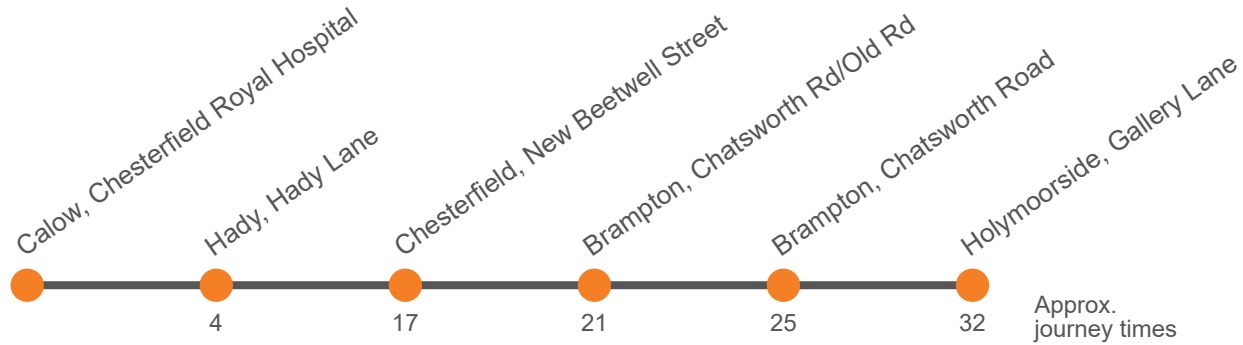 Calow, Chesterfield Royal Hospital
Hady, Hady Lane
Chesterfield, New Beetwell Street
Brampton, Chatsworth Rd/Old Rd
Brampton, Chatsworth Road
Holymoorside, Gallery Lane
4
17
21
25
32
Approx.
journey times